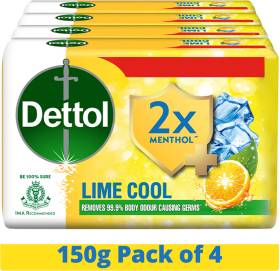 Dettol
2x
MENTHOL
BE 100% SURE
IMA RECOMMENDED
LIME COOL
REMOVES 99.9% BODY ODOUR CAUSING GERMS
150g Pack of 4